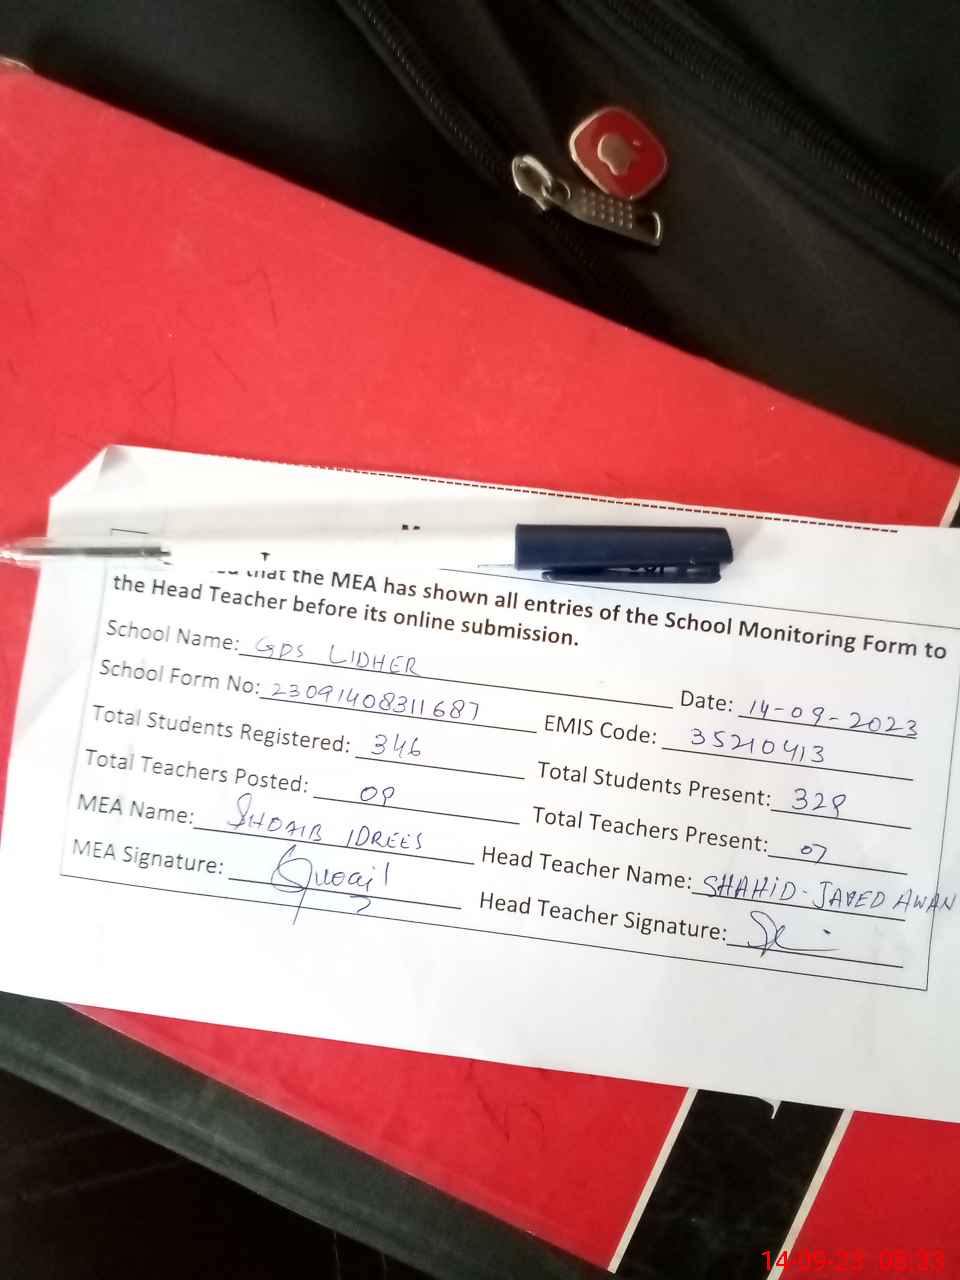 that the MEA has shown all entries of the School Monitoring Form to
the Head Teacher before its online submission.
School Name: GPS LIDHER Date: 14-09-2023
School Form No: 23091408311687 EMIS Code: 35210413
Total Students Registered: 346 Total Students Present: 329
Total Teachers Posted: 09 Total Teachers Present: 07
MEA Name: SHOAIB IDREES Head Teacher Name: SHAHID JAVED AWAN
MEA Signature: Head Teacher Signature:
14-09-23 08:33